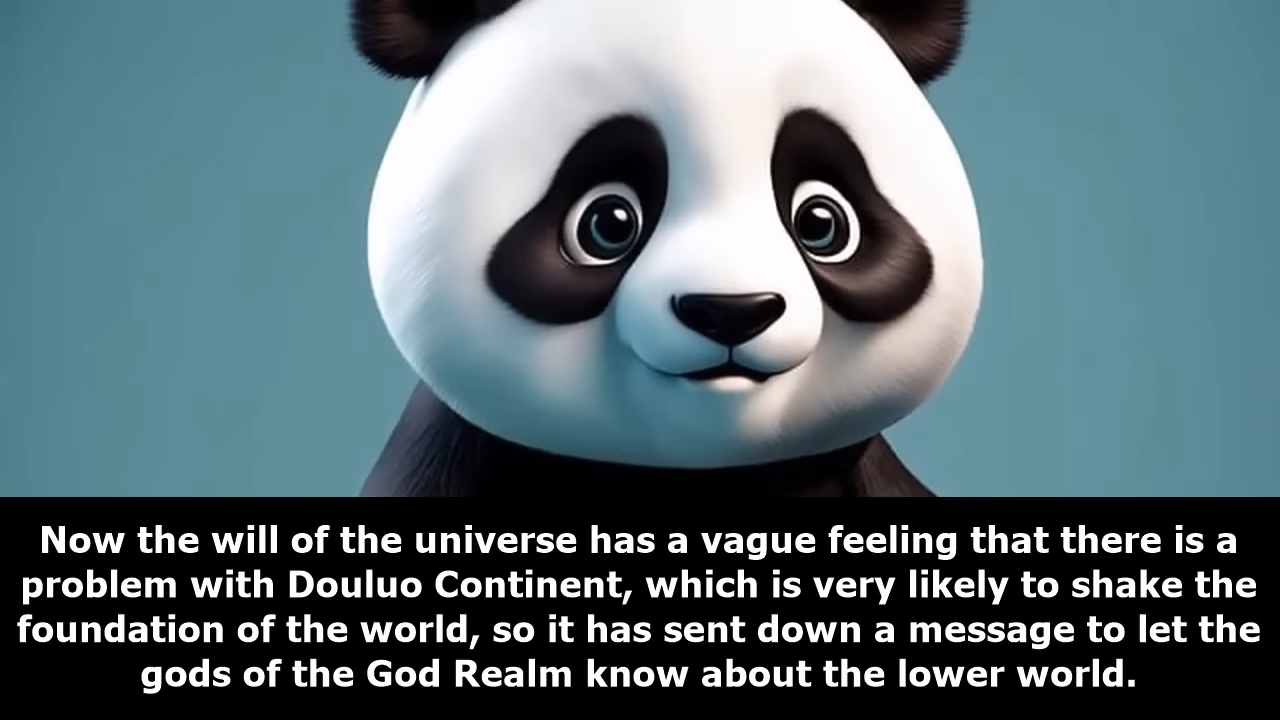 Now the will of the universe has a vague feeling that there is a
problem with Douluo Continent, which is very likely to shake the
foundation of the world, so it has sent down a message to let the
gods of the God Realm know about the lower world.